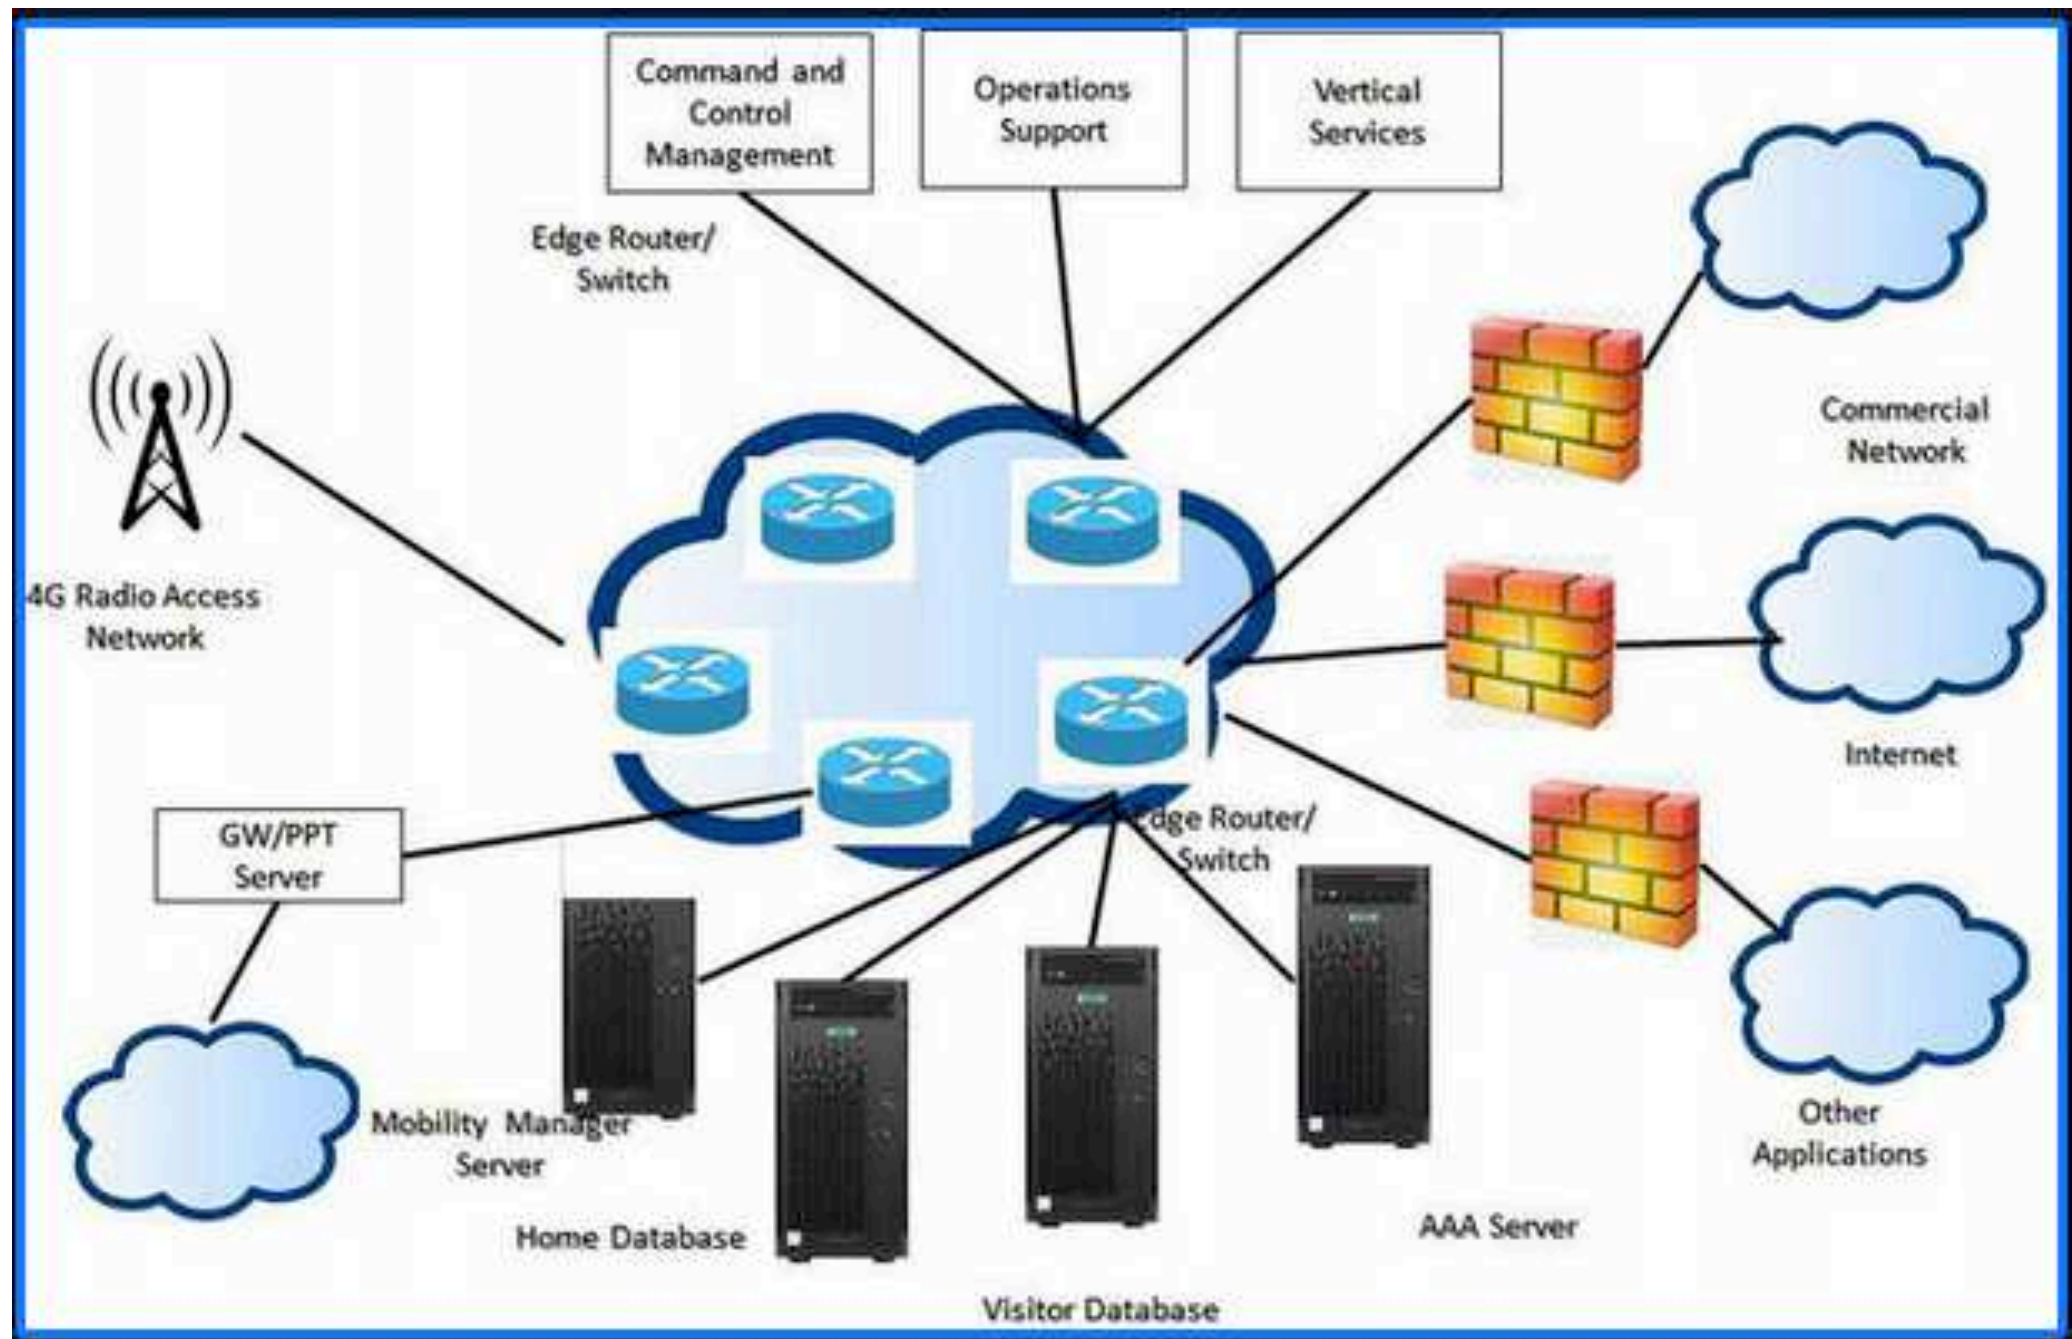 Command and
Control
Management
Operations
Support
Vertical
Services
Edge Router/
Switch
Commercial
Network
4G Radio Access
Network
Internet
GW/PPT
Server
Edge Router/
Switch
Mobility Manager
Server
Other
Applications
Home Database
AAA Server
Visitor Database